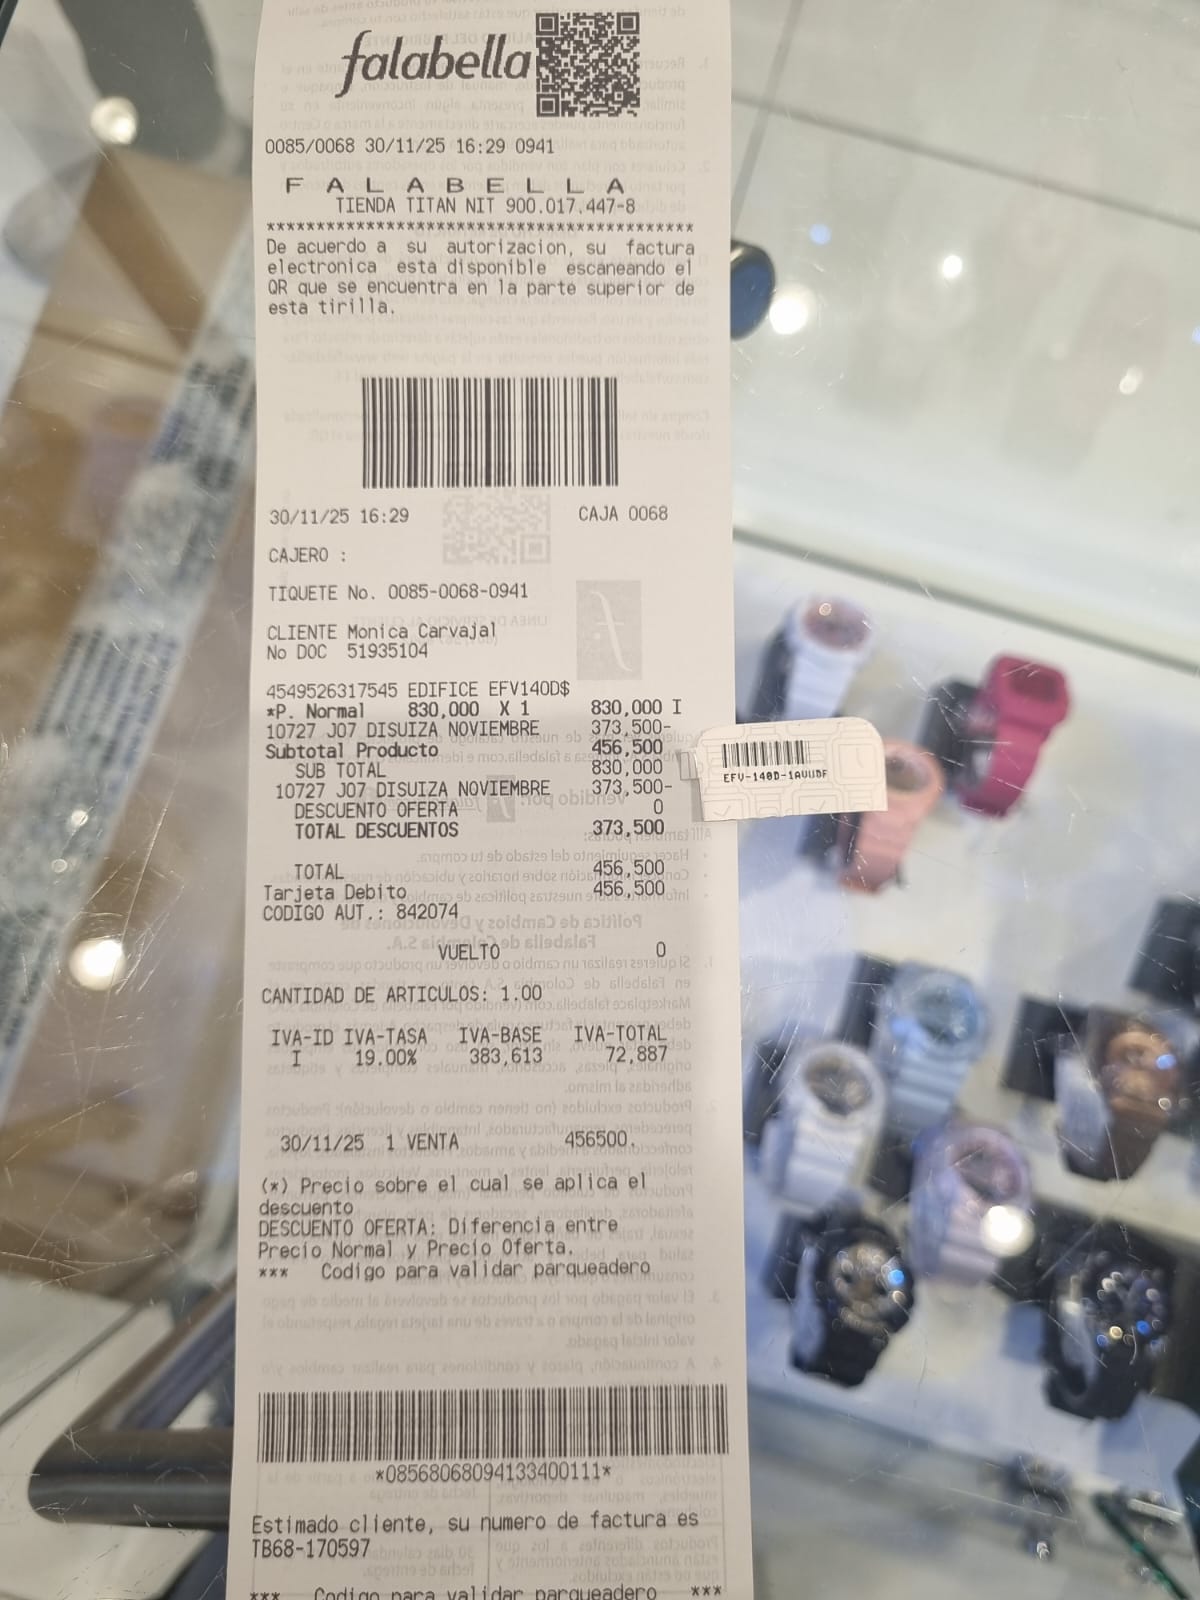 falabella
0085/0068 30/11/25 16:29 0941
F A L A B E L L A
TIENDA TITAN NIT 900.017.447-8
*******************************************
De acuerdo a su autorizacion, su factura
electronica esta disponible escaneando el
QR que se encuentra en la parte superior de
esta tirilla.
30/11/25 16:29 CAJA 0068
CAJERO :
TIQUETE No. 0085-0068-0941
CLIENTE Monica Carvajal
No DOC 51935104
4549526317545 EDIFICE EFV140D$
*P. Normal 830,000 X 1 830,000 I
10727 J07 DISUIZA NOVIEMBRE 373,500-
Subtotal Producto 456,500
SUB TOTAL 830,000
10727 J07 DISUIZA NOVIEMBRE 373,500-
DESCUENTO OFERTA 0
TOTAL DESCUENTOS 373,500
EFV-140D-1AVUDF
TOTAL 456,500
Tarjeta Debito 456,500
CODIGO AUT.: 842074
VUELTO 0
CANTIDAD DE ARTICULOS: 1.00
IVA-ID IVA-TASA IVA-BASE IVA-TOTAL
I 19.00% 383,613 72,887
30/11/25 1 VENTA 456500.
(*) Precio sobre el cual se aplica el
descuento
DESCUENTO OFERTA: Diferencia entre
Precio Normal y Precio Oferta.
*** Codigo para validar parqueadero
*08568068094133400111*
Estimado cliente, su numero de factura es
TB68-170597
*** Codigo para validar parqueadero ***